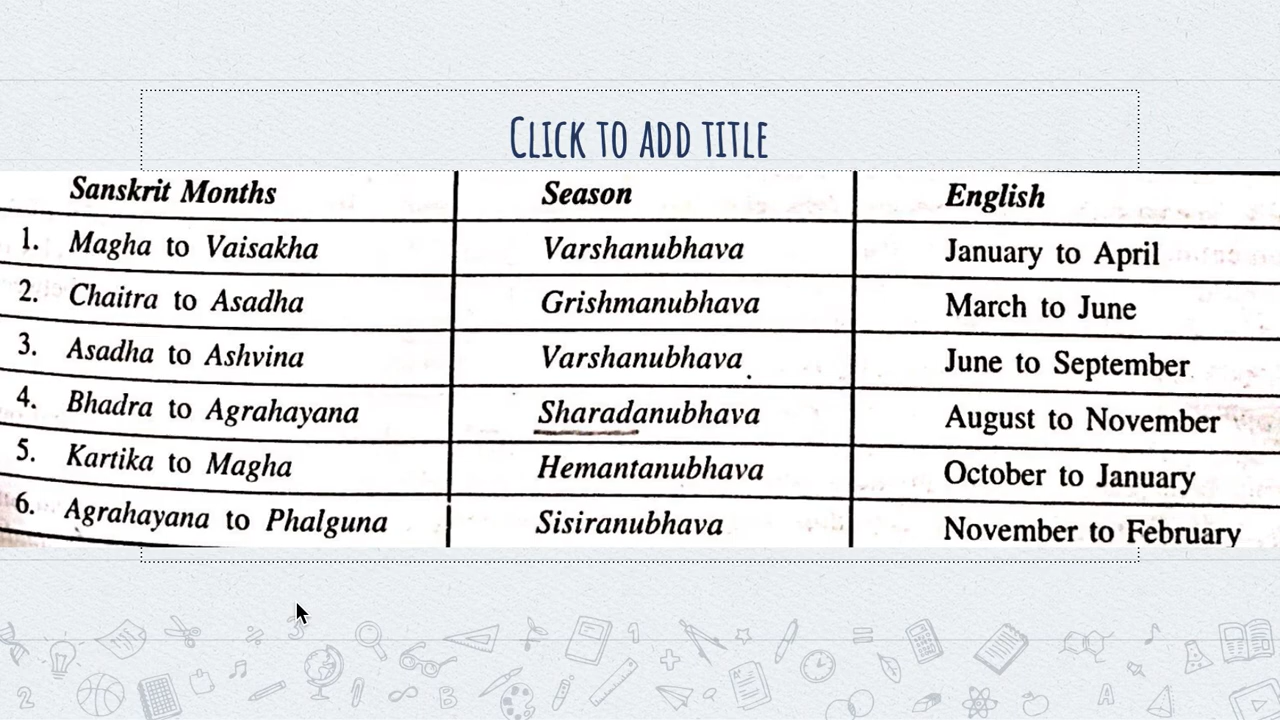 Click to add title
Sanskrit Months Season English
1. Magha to Vaisakha Varshanubhava January to April
2. Chaitra to Asadha Grishmanubhava March to June
3. Asadha to Ashvina Varshanubhava June to September
4. Bhadra to Agrahayana Sharadanubhava August to November
5. Kartika to Magha Hemantanubhava October to January
6. Agrahayana to Phalguna Sisiranubhava November to February